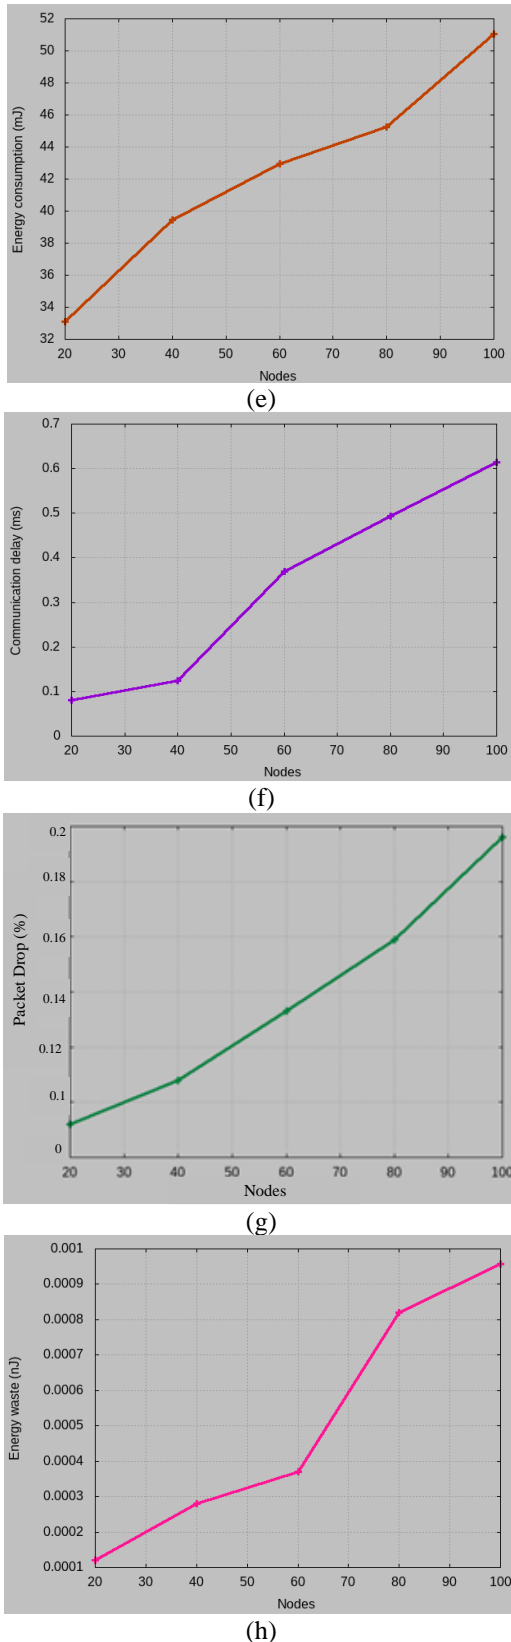 52
50
48
46
44
42
40
38
36
34
32
Energy consumption (mJ)
20 30 40 50 60 70 80 90 100
Nodes
(e)
0.7
0.6
0.5
0.4
0.3
0.2
0.1
0
Communication delay (ms)
20 30 40 50 60 70 80 90 100
Nodes
(f)
0.2
0.18
0.16
0.14
0.12
0.1
0
Packet Drop (%)
20 30 40 50 60 70 80 90 100
Nodes
(g)
0.001
0.0009
0.0008
0.0007
0.0006
0.0005
0.0004
0.0003
0.0002
0.0001
Energy waste (nJ)
20 30 40 50 60 70 80 90 100
Nodes
(h)